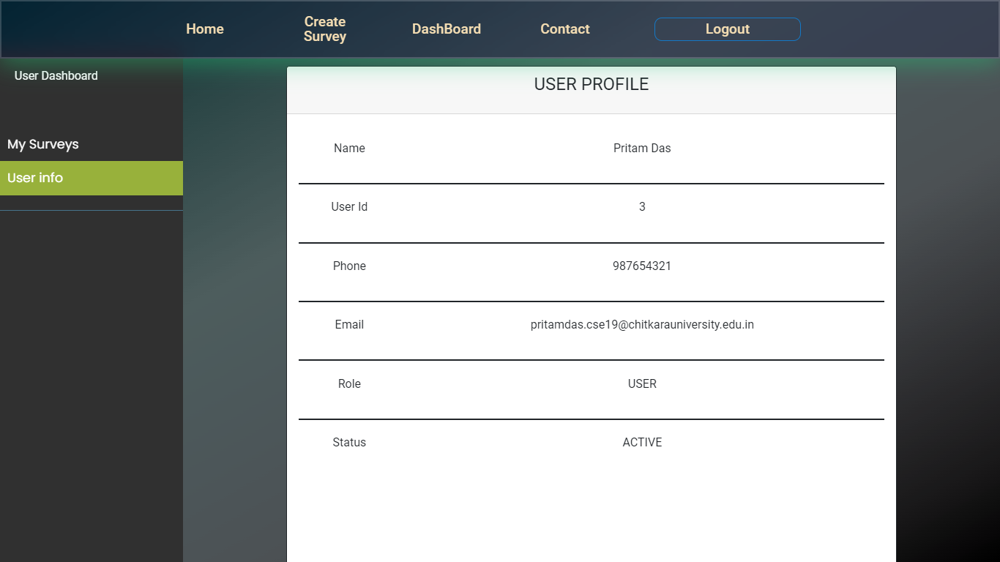 Home
Create
Survey
DashBoard
Contact
Logout
User Dashboard
My Surveys
User info
USER PROFILE
Name Pritam Das
User Id 3
Phone 987654321
Email pritamdas.cse19@chitkarauniversity.edu.in
Role USER
Status ACTIVE